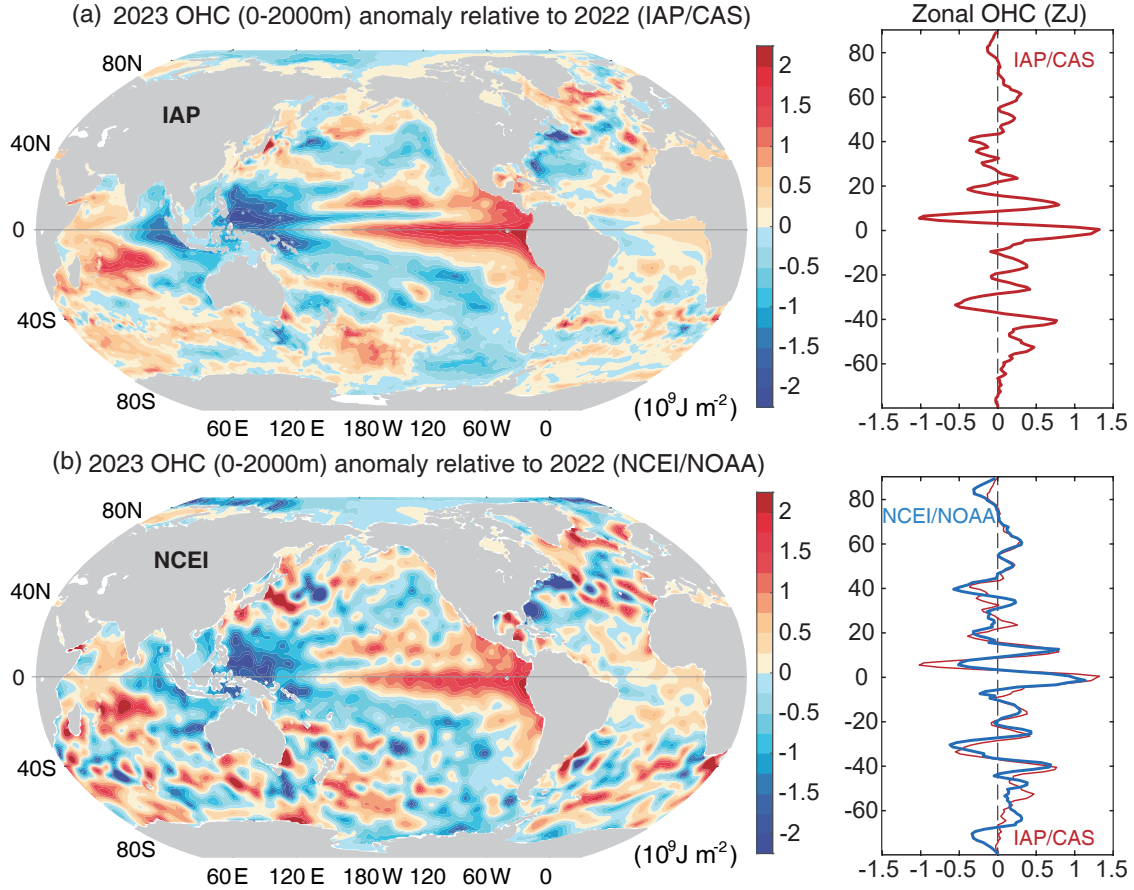 (a) 2023 OHC (0-2000m) anomaly relative to 2022 (IAP/CAS)
Zonal OHC (ZJ)
80N
40N
0
40S
80S
IAP
60 E 120 E 180 W 120 60 W 0
2
1.5
1
0.5
0
-0.5
-1
-1.5
-2
(10⁹J m⁻²)
IAP/CAS
80
60
40
20
0
-20
-40
-60
-1.5 -1 -0.5 0 0.5 1 1.5
(b) 2023 OHC (0-2000m) anomaly relative to 2022 (NCEI/NOAA)
80N
40N
0
40S
80S
NCEI
60 E 120 E 180 W 120 60 W 0
2
1.5
1
0.5
0
-0.5
-1
-1.5
-2
(10⁹J m⁻²)
NCEI/NOAA
80
60
40
20
0
-20
-40
-60
IAP/CAS
-1.5 -1 -0.5 0 0.5 1 1.5